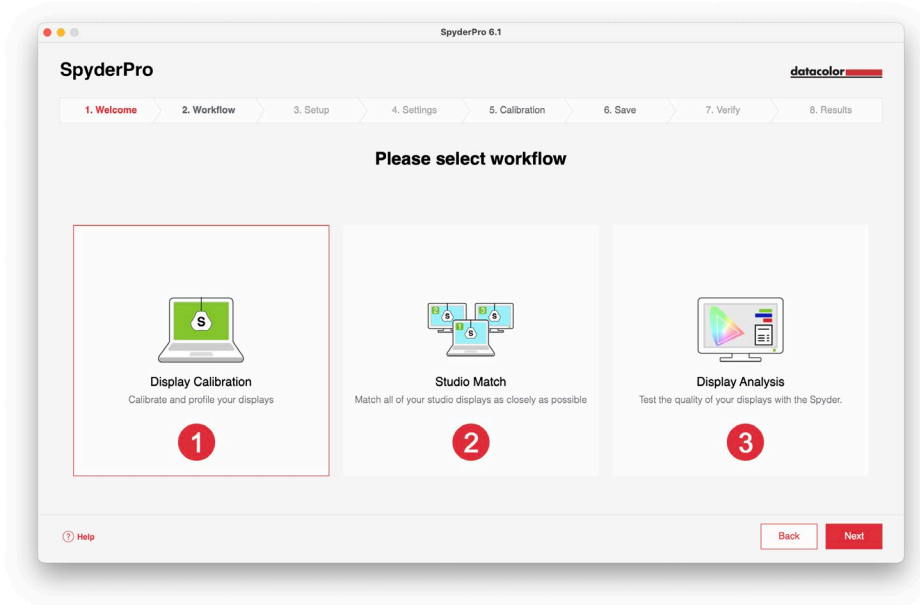 SpyderPro 6.1
SpyderPro
datacolor
1. Welcome
2. Workflow
3. Setup
4. Settings
5. Calibration
6. Save
7. Verify
8. Results
Please select workflow
S
Display Calibration
Calibrate and profile your displays
1
2 S
3 S
1 S
Studio Match
Match all of your studio displays as closely as possible
2
Display Analysis
Test the quality of your displays with the Spyder.
3
? Help
Back
Next